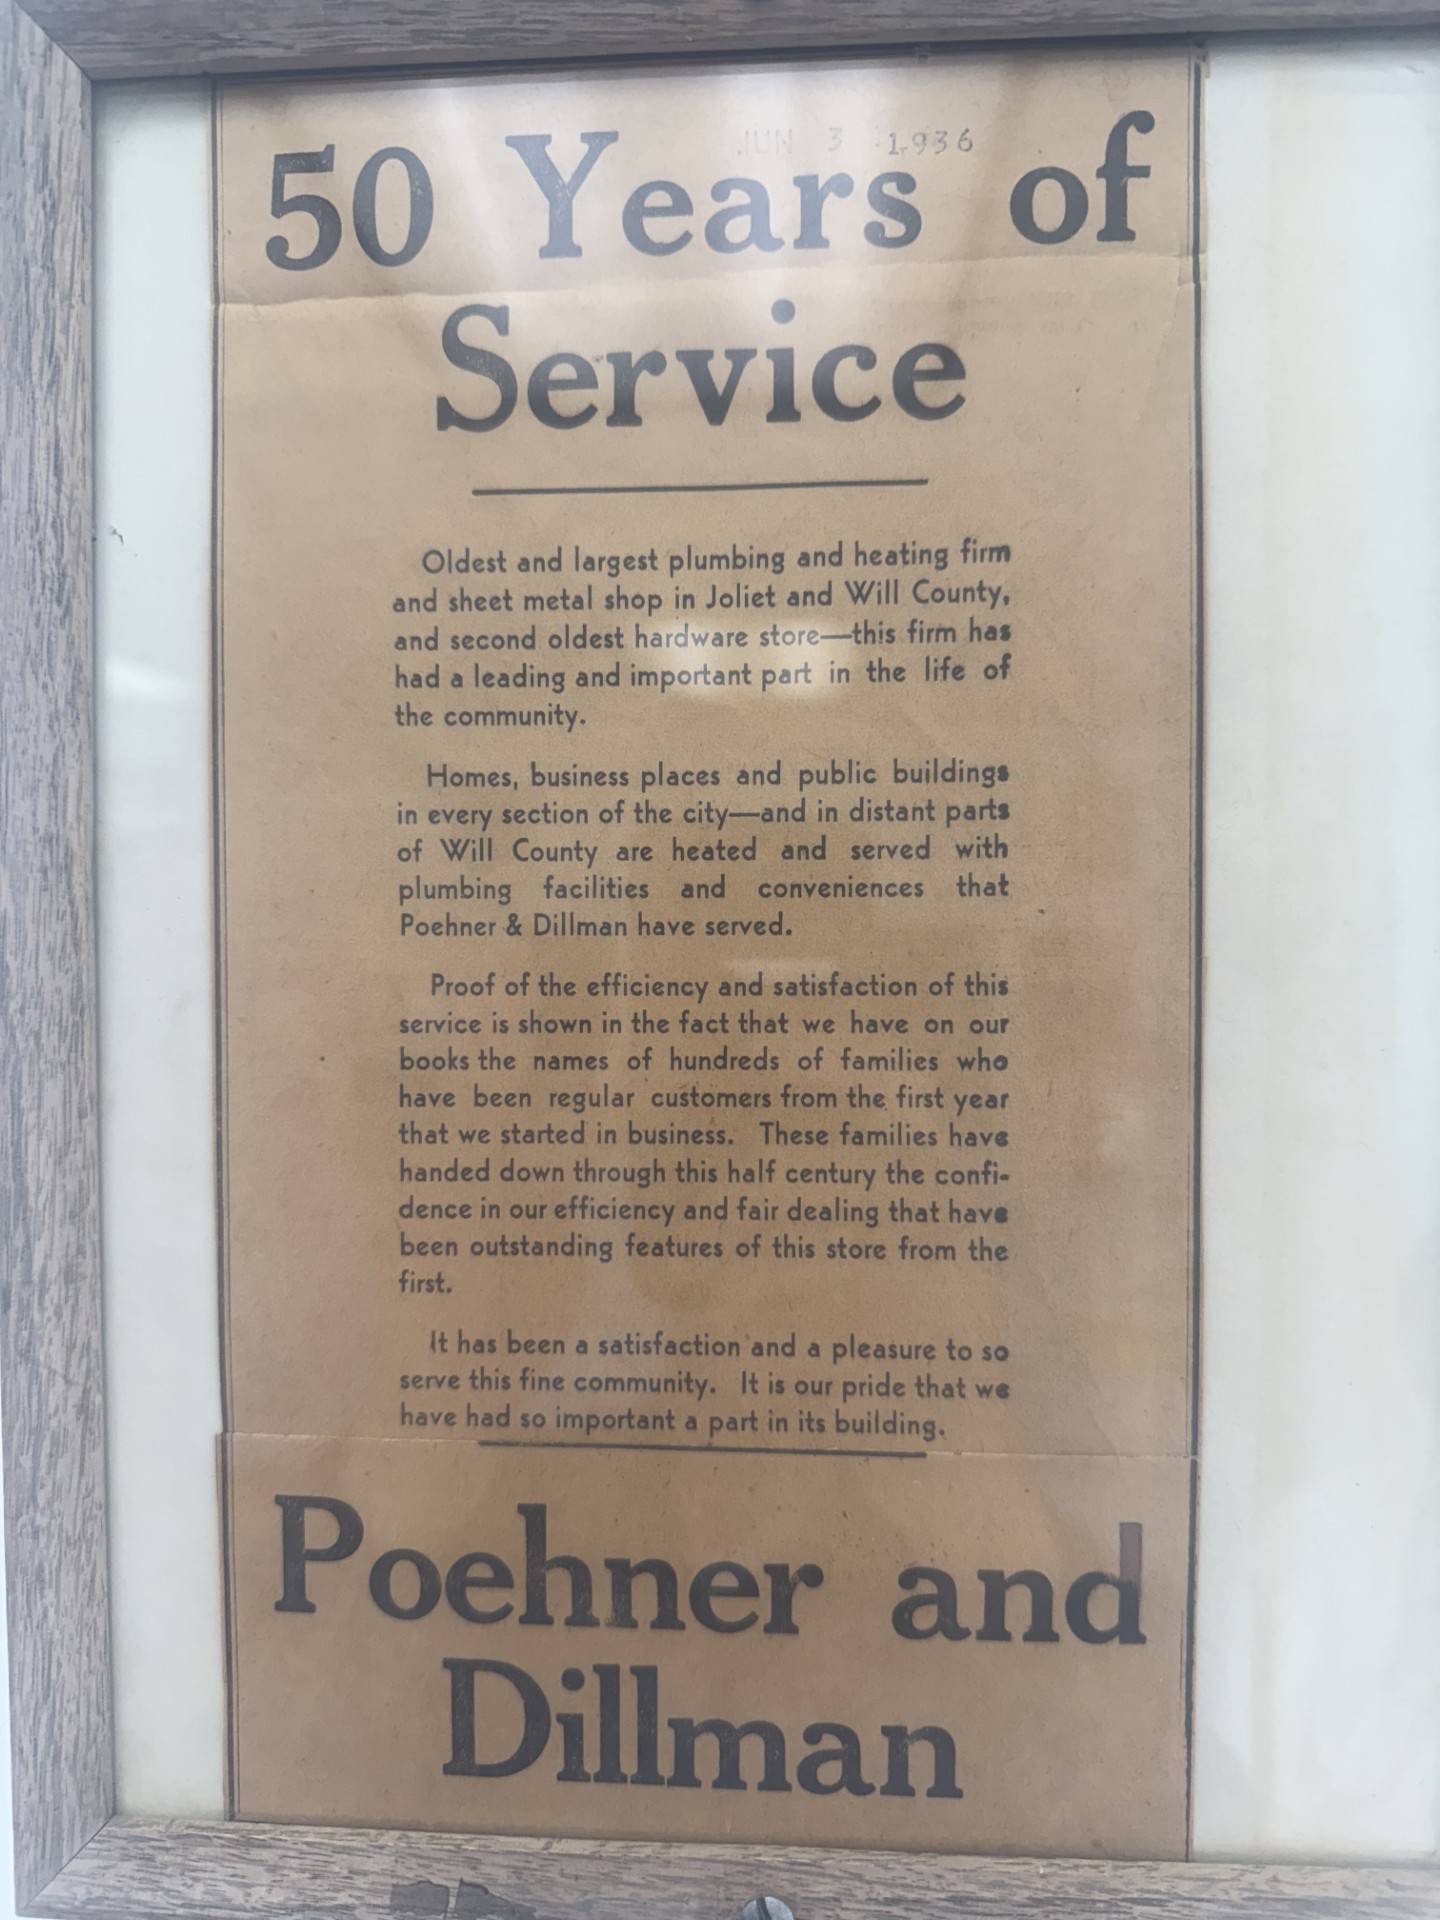 JUN 3 1936
50 Years of
Service
Oldest and largest plumbing and heating firm
and sheet metal shop in Joliet and Will County,
and second oldest hardware store—this firm has
had a leading and important part in the life of
the community.
Homes, business places and public buildings
in every section of the city—and in distant parts
of Will County are heated and served with
plumbing facilities and conveniences that
Poehner & Dillman have served.
Proof of the efficiency and satisfaction of this
service is shown in the fact that we have on our
books the names of hundreds of families who
have been regular customers from the first year
that we started in business. These families have
handed down through this half century the confi-
dence in our efficiency and fair dealing that have
been outstanding features of this store from the
first.
It has been a satisfaction and a pleasure to so
serve this fine community. It is our pride that we
have had so important a part in its building.
Poehner and
Dillman